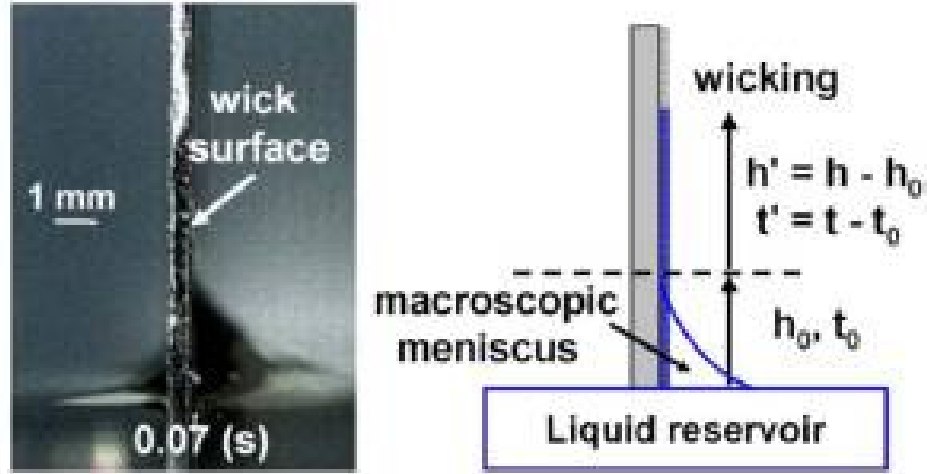 wick
surface
1 mm
0.07 (s)
wicking
h' = h - h₀
t' = t - t₀
macroscopic
meniscus
h₀, t₀
Liquid reservoir